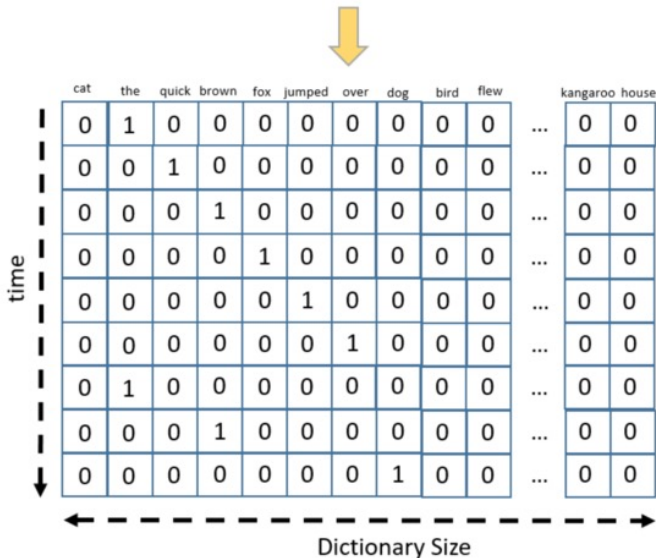 cat the quick brown fox jumped over dog bird flew kangaroo house
0 1 0 0 0 0 0 0 0 0 ... 0 0
0 0 1 0 0 0 0 0 0 0 ... 0 0
0 0 0 1 0 0 0 0 0 0 ... 0 0
0 0 0 0 1 0 0 0 0 0 ... 0 0
0 0 0 0 0 1 0 0 0 0 ... 0 0
0 0 0 0 0 0 1 0 0 0 ... 0 0
0 1 0 0 0 0 0 0 0 0 ... 0 0
0 0 0 1 0 0 0 0 0 0 ... 0 0
0 0 0 0 0 0 0 1 0 0 ... 0 0
time
Dictionary Size